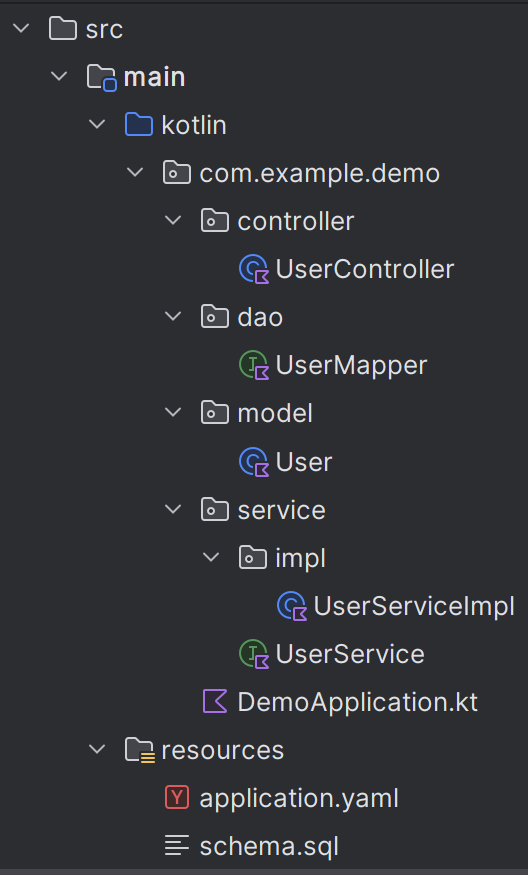 src
main
kotlin
com.example.demo
controller
UserController
dao
UserMapper
model
User
service
impl
UserServiceImpl
UserService
DemoApplication.kt
resources
application.yaml
schema.sql